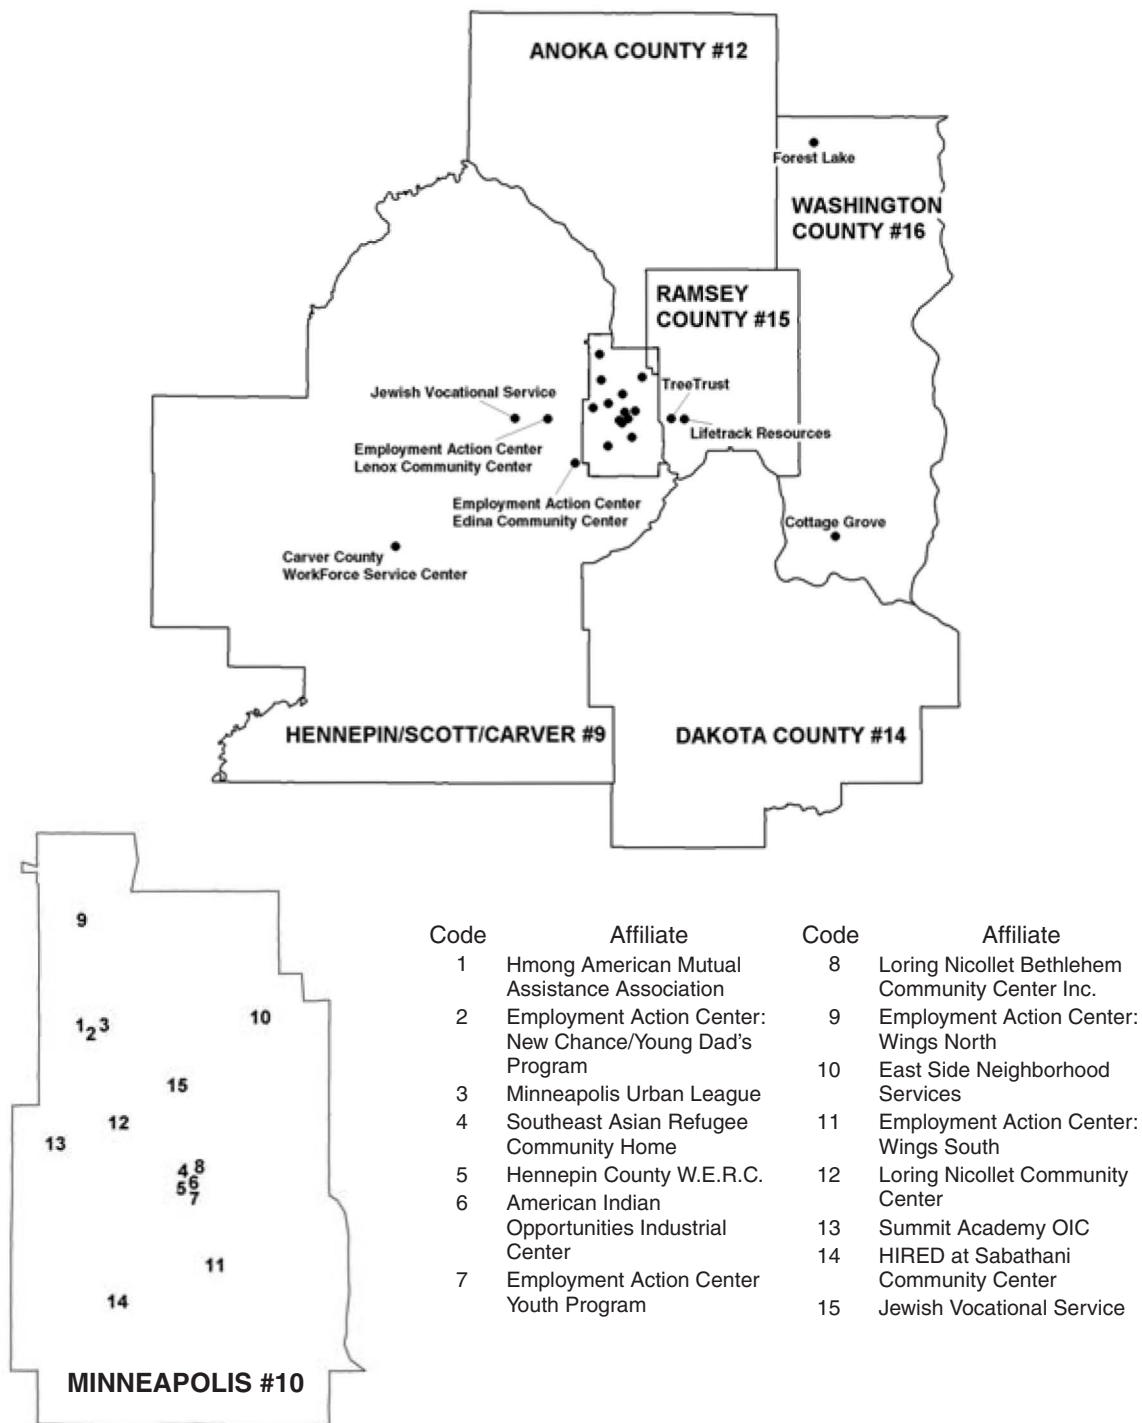 ANOKA COUNTY #12
Forest Lake
WASHINGTON
COUNTY #16
RAMSEY
COUNTY #15
Jewish Vocational Service
TreeTrust
Employment Action Center
Lenox Community Center
Lifetrack Resources
Employment Action Center
Edina Community Center
Cottage Grove
Carver County
WorkForce Service Center
HENNEPIN/SCOTT/CARVER #9
DAKOTA COUNTY #14
9
1 2 3
10
15
12
13
4 8
5 6
7
11
14
MINNEAPOLIS #10
Code Affiliate
1 Hmong American Mutual
Assistance Association
2 Employment Action Center:
New Chance/Young Dad's
Program
3 Minneapolis Urban League
4 Southeast Asian Refugee
Community Home
5 Hennepin County W.E.R.C.
6 American Indian
Opportunities Industrial
Center
7 Employment Action Center
Youth Program
Code Affiliate
8 Loring Nicollet Bethlehem
Community Center Inc.
9 Employment Action Center:
Wings North
10 East Side Neighborhood
Services
11 Employment Action Center:
Wings South
12 Loring Nicollet Community
Center
13 Summit Academy OIC
14 HIRED at Sabathani
Community Center
15 Jewish Vocational Service